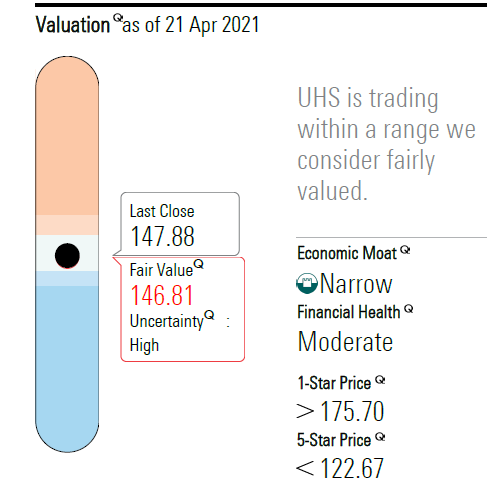 Valuation Q as of 21 Apr 2021
UHS is trading
within a range we
consider fairly
valued.
Last Close
147.88
Fair Value Q
146.81
Uncertainty Q :
High
Economic Moat Q
Narrow
Financial Health Q
Moderate
1-Star Price Q
> 175.70
5-Star Price Q
< 122.67